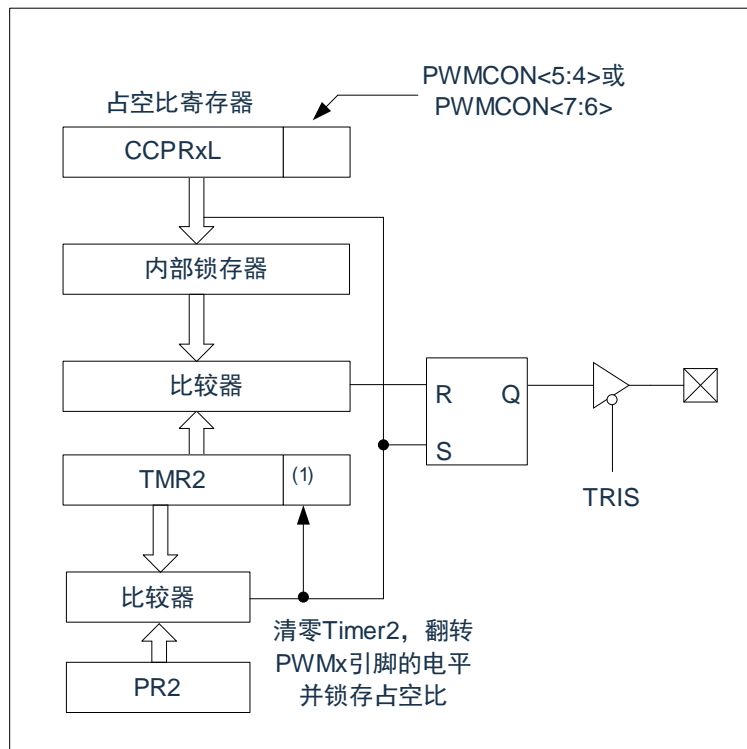 PWMCON<5:4>或
PWMCON<7:6>
占空比寄存器
CCPRxL
内部锁存器
比较器
R
Q
S
TMR2
(1)
TRIS
比较器
清零Timer2，翻转
PWMx引脚的电平
并锁存占空比
PR2